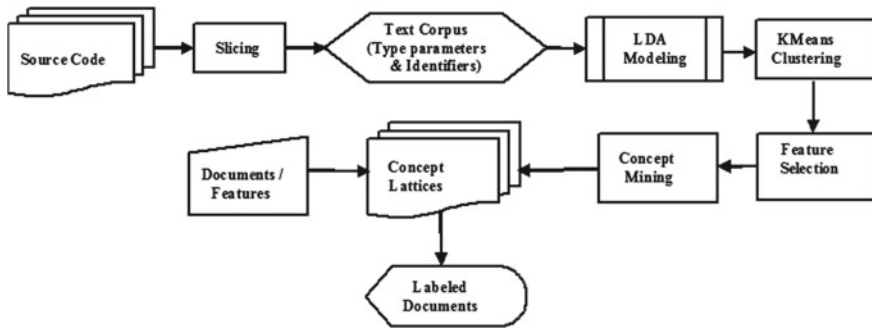 Source Code
Slicing
Text Corpus
(Type parameters
& Identifiers)
LDA
Modeling
KMeans
Clustering
Documents /
Features
Concept
Lattices
Concept
Mining
Feature
Selection
Labeled
Documents